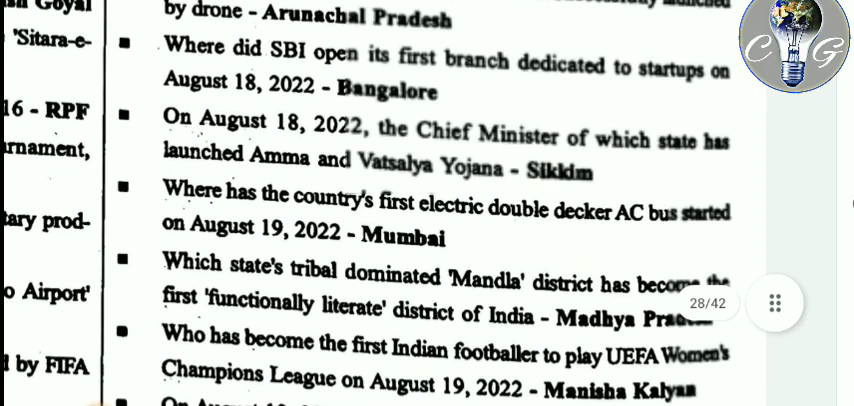 Goyal
'Sitara-e-
16 - RPF
rnament,
tary prod-
o Airport'
l by FIFA
launched
by drone - Arunachal Pradesh
▪ Where did SBI open its first branch dedicated to startups on
August 18, 2022 - Bangalore
▪ On August 18, 2022, the Chief Minister of which state has
launched Amma and Vatsalya Yojana - Sikkim
▪ Where has the country's first electric double decker AC bus started
on August 19, 2022 - Mumbai
▪ Which state's tribal dominated 'Mandla' district has become the
first 'functionally literate' district of India - Madhya
▪ Who has become the first Indian footballer to play UEFA Women's
Champions League on August 19, 2022 - Manisha Kalyan
C G
28/42